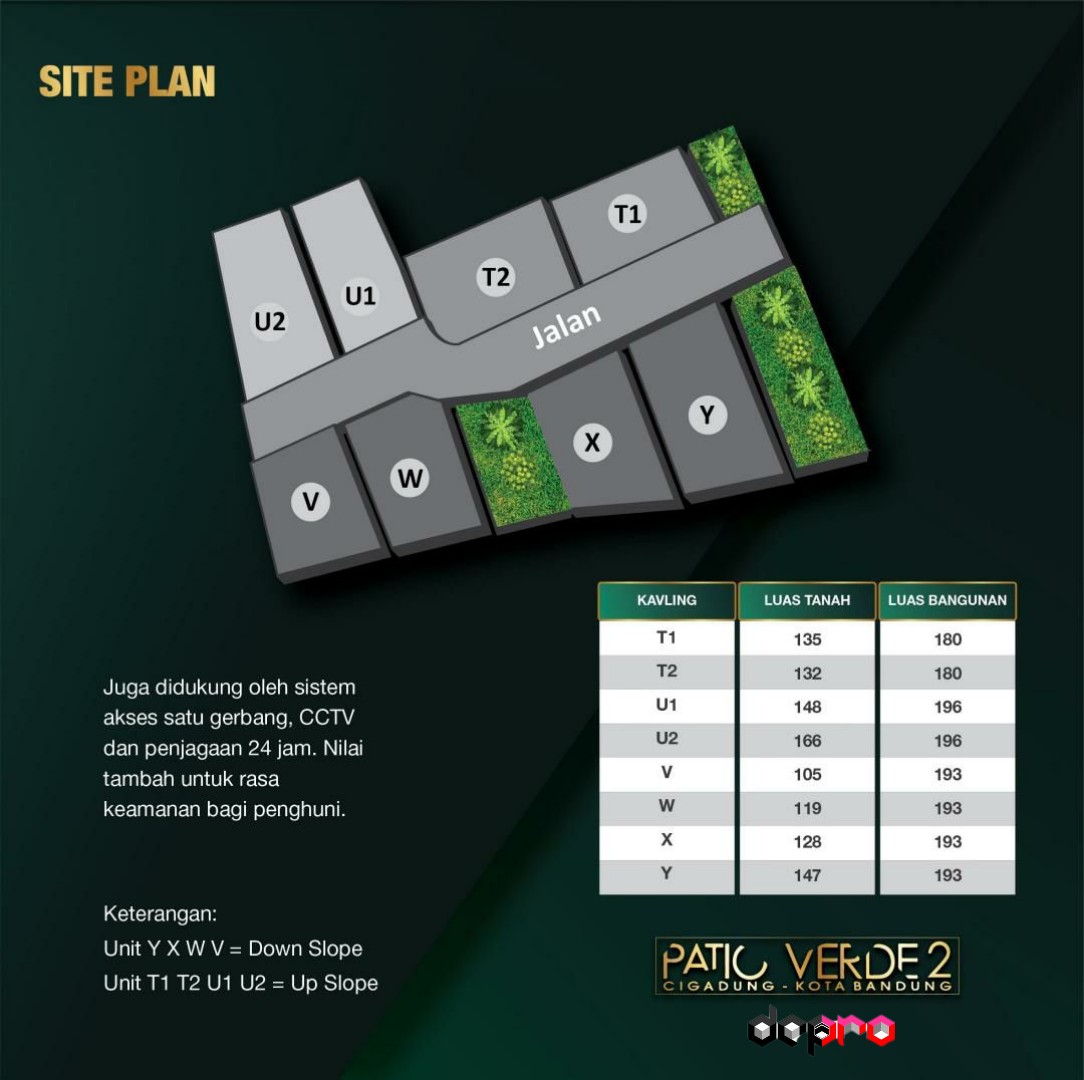 SITE PLAN
T1
U1
T2
U2
Jalan
Y
X
W
V
KAVLING LUAS TANAH LUAS BANGUNAN
T1 135 180
T2 132 180
U1 148 196
U2 166 196
V 105 193
W 119 193
X 128 193
Y 147 193
Juga didukung oleh sistem
akses satu gerbang, CCTV
dan penjagaan 24 jam. Nilai
tambah untuk rasa
keamanan bagi penghuni.
Keterangan:
Unit Y X W V = Down Slope
Unit T1 T2 U1 U2 = Up Slope
PATIO VERDE 2
CIGADUNG - KOTA BANDUNG
deppro